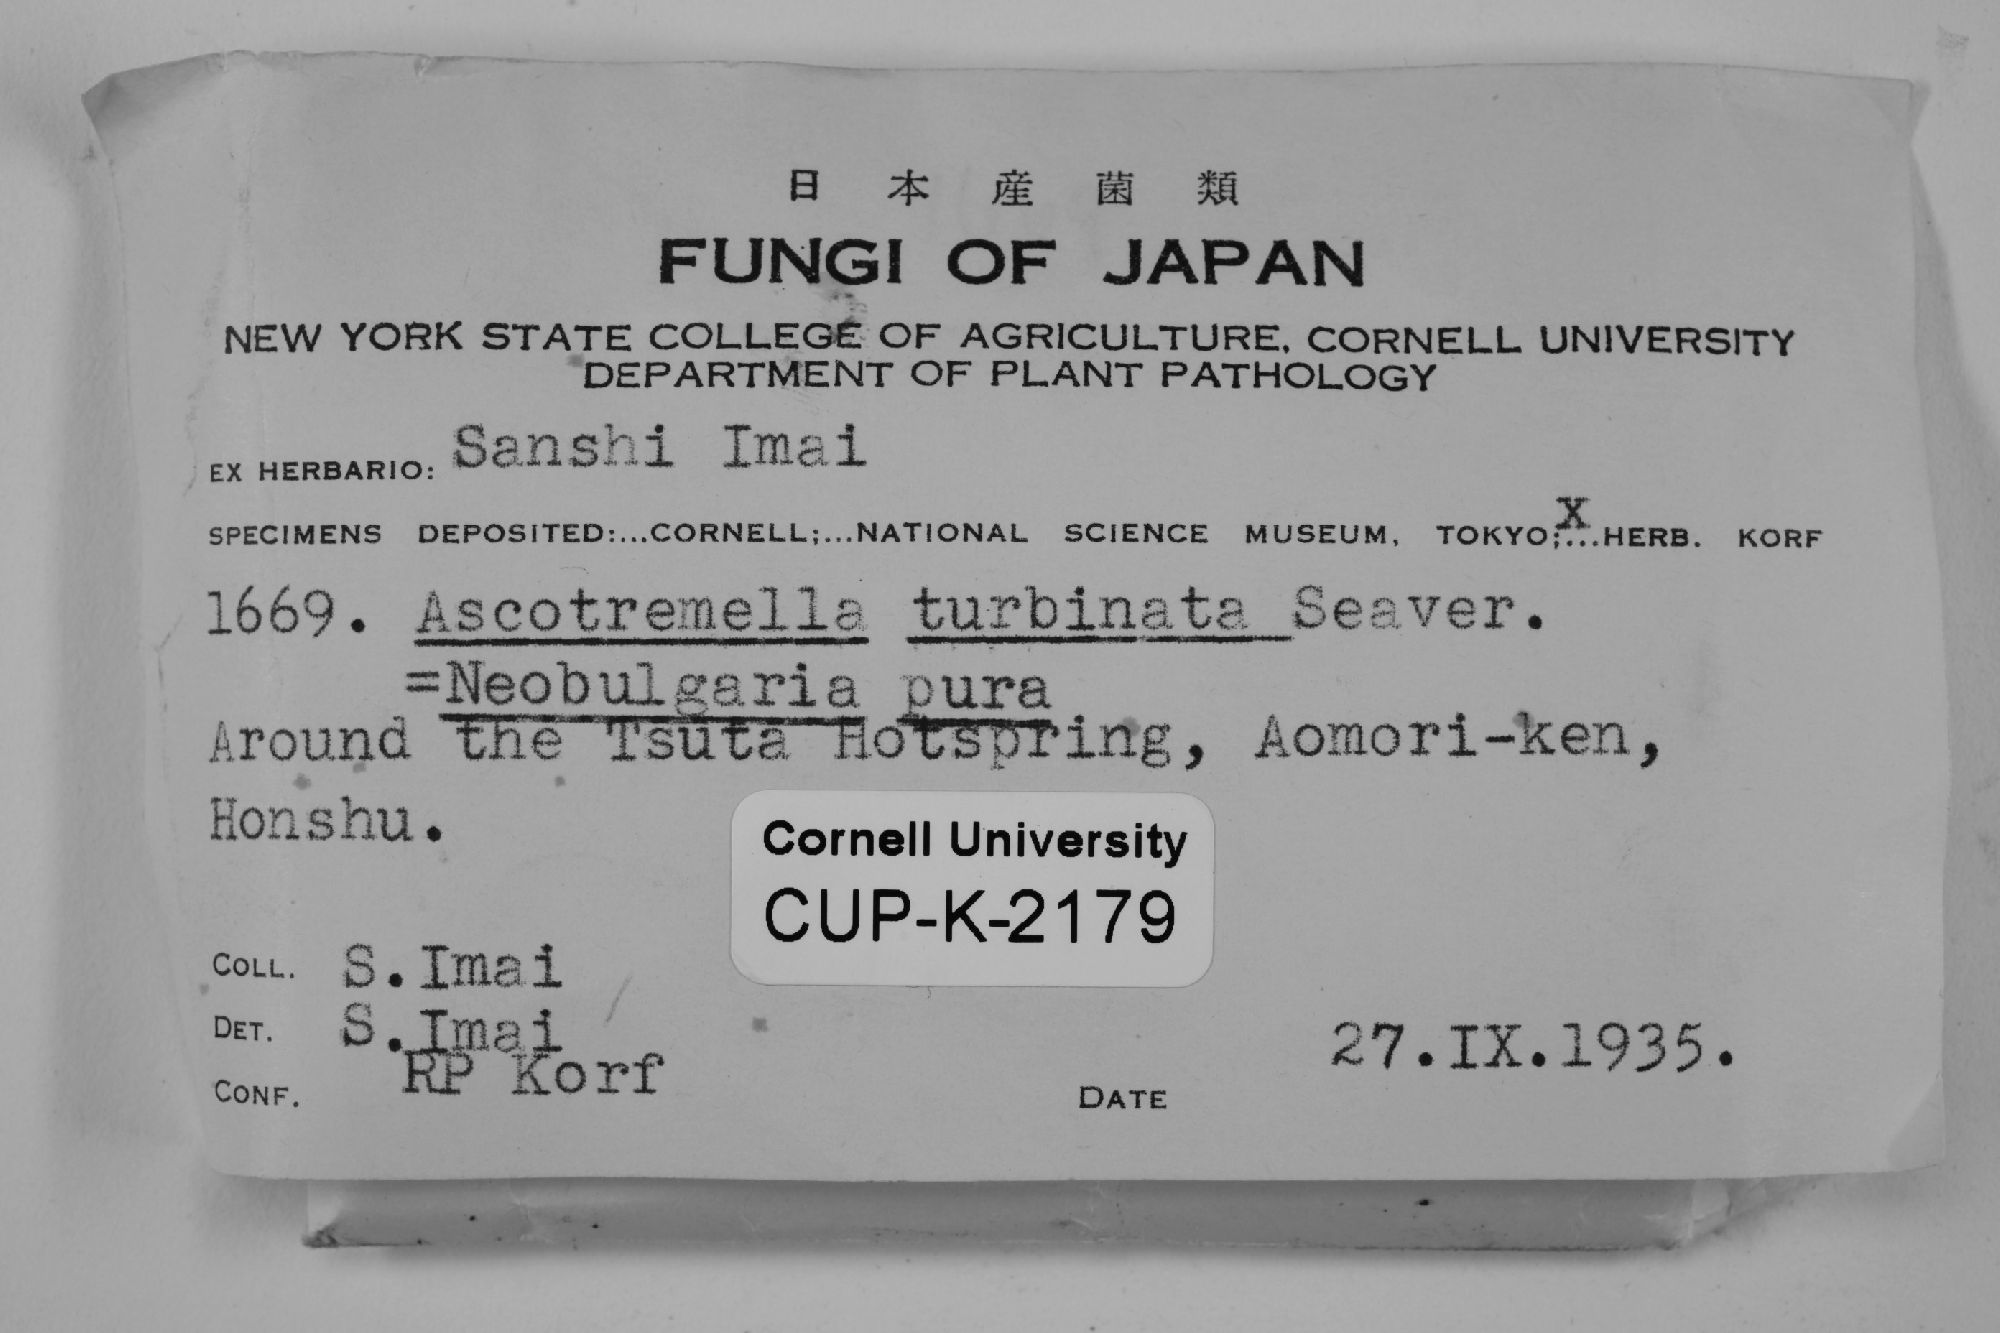 日本産菌類
FUNGI OF JAPAN
NEW YORK STATE COLLEGE OF AGRICULTURE, CORNELL UNIVERSITY
DEPARTMENT OF PLANT PATHOLOGY
EX HERBARIO: Sanshi Imai
SPECIMENS DEPOSITED:...CORNELL;...NATIONAL SCIENCE MUSEUM, TOKYO;.X..HERB. KORF
1669. Ascotremella turbinata Seaver.
=Neobulgaria pura
Around the Tsuta Hotspring, Aomori-ken,
Honshu.
Cornell University
CUP-K-2179
COLL. S.Imai
DET. S.Imai
RP Korf
27.IX.1935.
CONF.
DATE